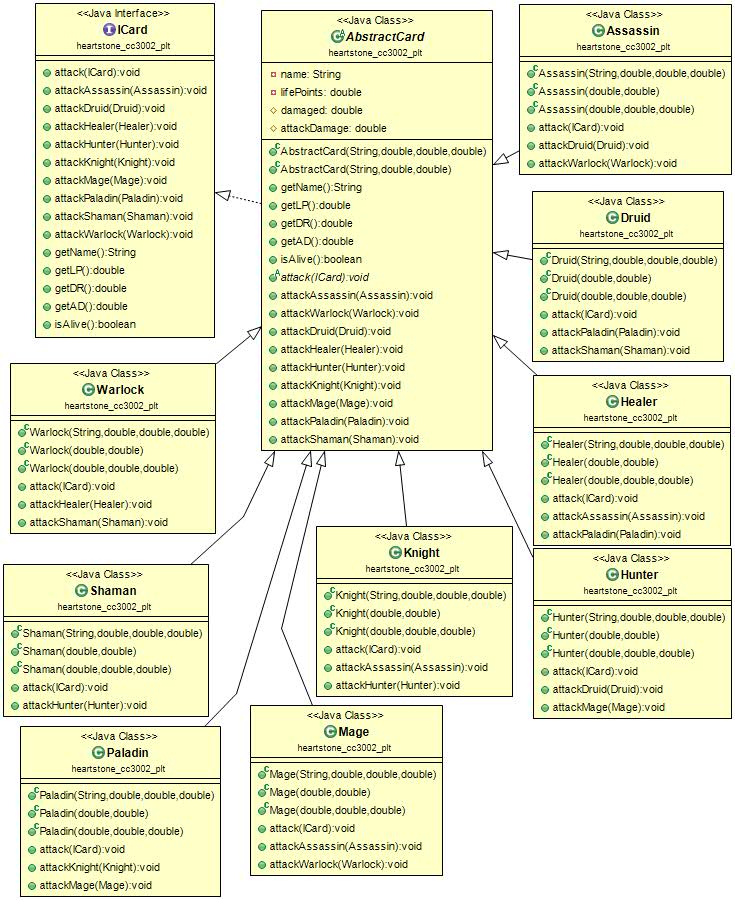 <<Java Interface>>
ICard
heartstone_cc3002_plt
attack(ICard):void
attackAssassin(Assassin):void
attackDruid(Druid):void
attackHealer(Healer):void
attackHunter(Hunter):void
attackKnight(Knight):void
attackMage(Mage):void
attackPaladin(Paladin):void
attackShaman(Shaman):void
attackWarlock(Warlock):void
getName():String
getLP():double
getDR():double
getAD():double
isAlive():boolean
<<Java Class>>
AbstractCard
heartstone_cc3002_plt
name: String
lifePoints: double
damaged: double
attackDamage: double
AbstractCard(String,double,double,double)
AbstractCard(String,double,double)
getName():String
getLP():double
getDR():double
getAD():double
isAlive():boolean
attack(ICard):void
attackAssassin(Assassin):void
attackWarlock(Warlock):void
attackDruid(Druid):void
attackHealer(Healer):void
attackHunter(Hunter):void
attackKnight(Knight):void
attackMage(Mage):void
attackPaladin(Paladin):void
attackShaman(Shaman):void
<<Java Class>>
Assassin
heartstone_cc3002_plt
Assassin(String,double,double,double)
Assassin(double,double)
Assassin(double,double,double)
attack(ICard):void
attackDruid(Druid):void
attackWarlock(Warlock):void
<<Java Class>>
Druid
heartstone_cc3002_plt
Druid(String,double,double,double)
Druid(double,double)
Druid(double,double,double)
attack(ICard):void
attackPaladin(Paladin):void
attackShaman(Shaman):void
<<Java Class>>
Warlock
heartstone_cc3002_plt
Warlock(String,double,double,double)
Warlock(double,double)
Warlock(double,double,double)
attack(ICard):void
attackHealer(Healer):void
attackShaman(Shaman):void
<<Java Class>>
Healer
heartstone_cc3002_plt
Healer(String,double,double,double)
Healer(double,double)
Healer(double,double,double)
attack(ICard):void
attackAssassin(Assassin):void
attackPaladin(Paladin):void
<<Java Class>>
Knight
heartstone_cc3002_plt
Knight(String,double,double,double)
Knight(double,double)
Knight(double,double,double)
attack(ICard):void
attackAssassin(Assassin):void
attackHunter(Hunter):void
<<Java Class>>
Hunter
heartstone_cc3002_plt
Hunter(String,double,double,double)
Hunter(double,double)
Hunter(double,double,double)
attack(ICard):void
attackDruid(Druid):void
attackMage(Mage):void
<<Java Class>>
Shaman
heartstone_cc3002_plt
Shaman(String,double,double,double)
Shaman(double,double)
Shaman(double,double,double)
attack(ICard):void
attackHunter(Hunter):void
<<Java Class>>
Mage
heartstone_cc3002_plt
Mage(String,double,double,double)
Mage(double,double)
Mage(double,double,double)
attack(ICard):void
attackAssassin(Assassin):void
attackWarlock(Warlock):void
<<Java Class>>
Paladin
heartstone_cc3002_plt
Paladin(String,double,double,double)
Paladin(double,double)
Paladin(double,double,double)
attack(ICard):void
attackKnight(Knight):void
attackMage(Mage):void